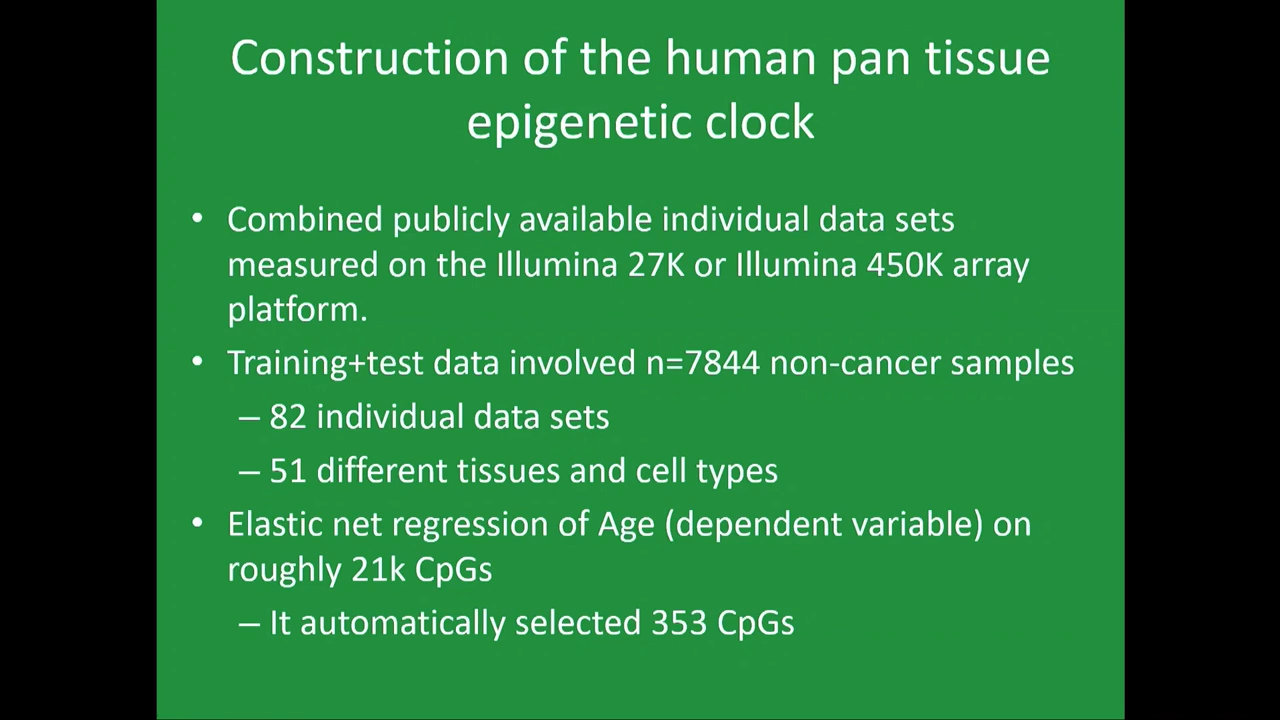 Construction of the human pan tissue
epigenetic clock
• Combined publicly available individual data sets
measured on the Illumina 27K or Illumina 450K array
platform.
• Training+test data involved n=7844 non-cancer samples
– 82 individual data sets
– 51 different tissues and cell types
• Elastic net regression of Age (dependent variable) on
roughly 21k CpGs
– It automatically selected 353 CpGs